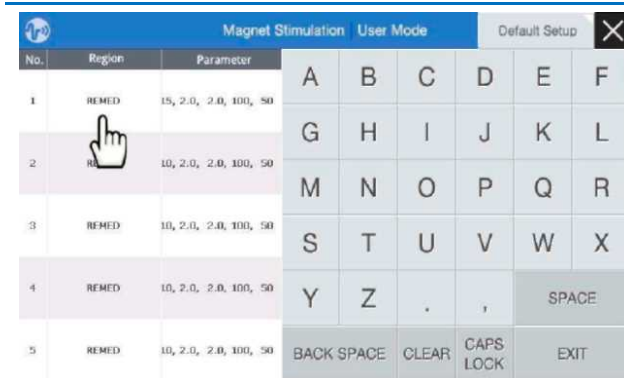 Magnet Stimulation User Mode Default Setup
No. Region Parameter
1 REMED 15, 2.0, 2.0, 100, 50
2 10, 2.0, 2.0, 100, 50
3 REMED 10, 2.0, 2.0, 100, 50
4 REMED 10, 2.0, 2.0, 100, 50
5 REMED 10, 2.0, 2.0, 100, 50
A B C D E F
G H I J K L
M N O P Q R
S T U V W X
Y Z . , SPACE
BACK SPACE CLEAR CAPS LOCK EXIT